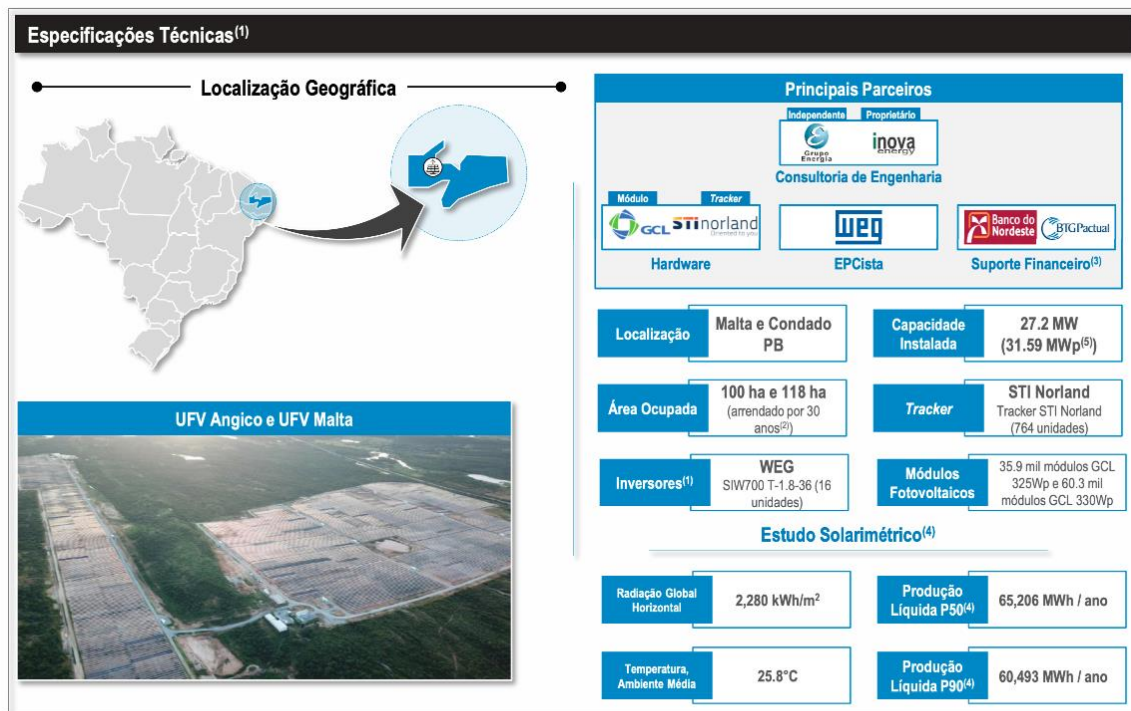 Especificações Técnicas(1)
Localização Geográfica
UFV Angico e UFV Malta
Principais Parceiros
Independente
Proprietário
Grupo
Energia
inova
energy
Consultoria de Engenharia
Módulo
Tracker
GCL
STInorland
Oriented to you
Hardware
weg
EPCista
Banco do
Nordeste
BTGPactual
Suporte Financeiro(3)
Localização
Malta e Condado
PB
Capacidade
Instalada
27.2 MW
(31.59 MWp(5))
Área Ocupada
100 ha e 118 ha
(arrendado por 30
anos(2))
Tracker
STI Norland
Tracker STI Norland
(764 unidades)
Inversores(1)
WEG
SIW700 T-1.8-36 (16
unidades)
Módulos
Fotovoltaicos
35.9 mil módulos GCL
325Wp e 60.3 mil
módulos GCL 330Wp
Estudo Solarimétrico(4)
Radiação Global
Horizontal
2,280 kWh/m²
Produção
Líquida P50(4)
65,206 MWh / ano
Temperatura,
Ambiente Média
25.8°C
Produção
Líquida P90(4)
60,493 MWh / ano